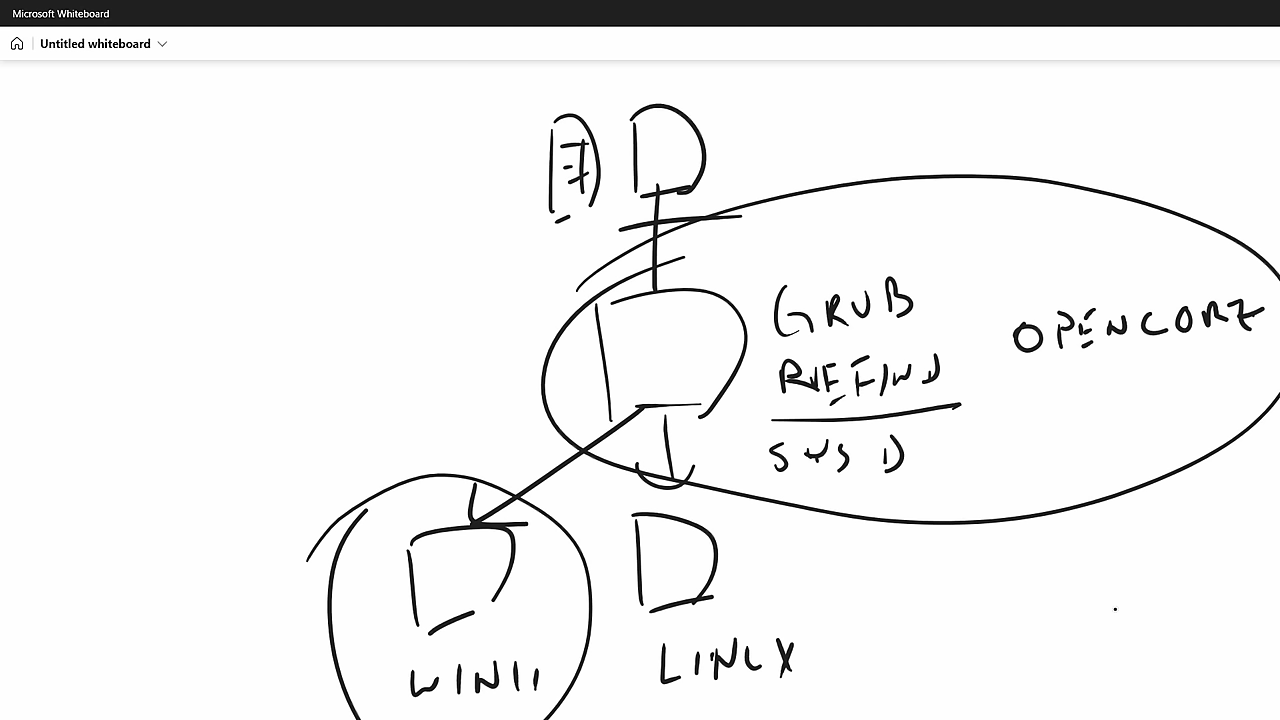 Microsoft Whiteboard
Untitled whiteboard
GRUB
REFIND
OPENCORE
SYS D
WIN11
LINUX